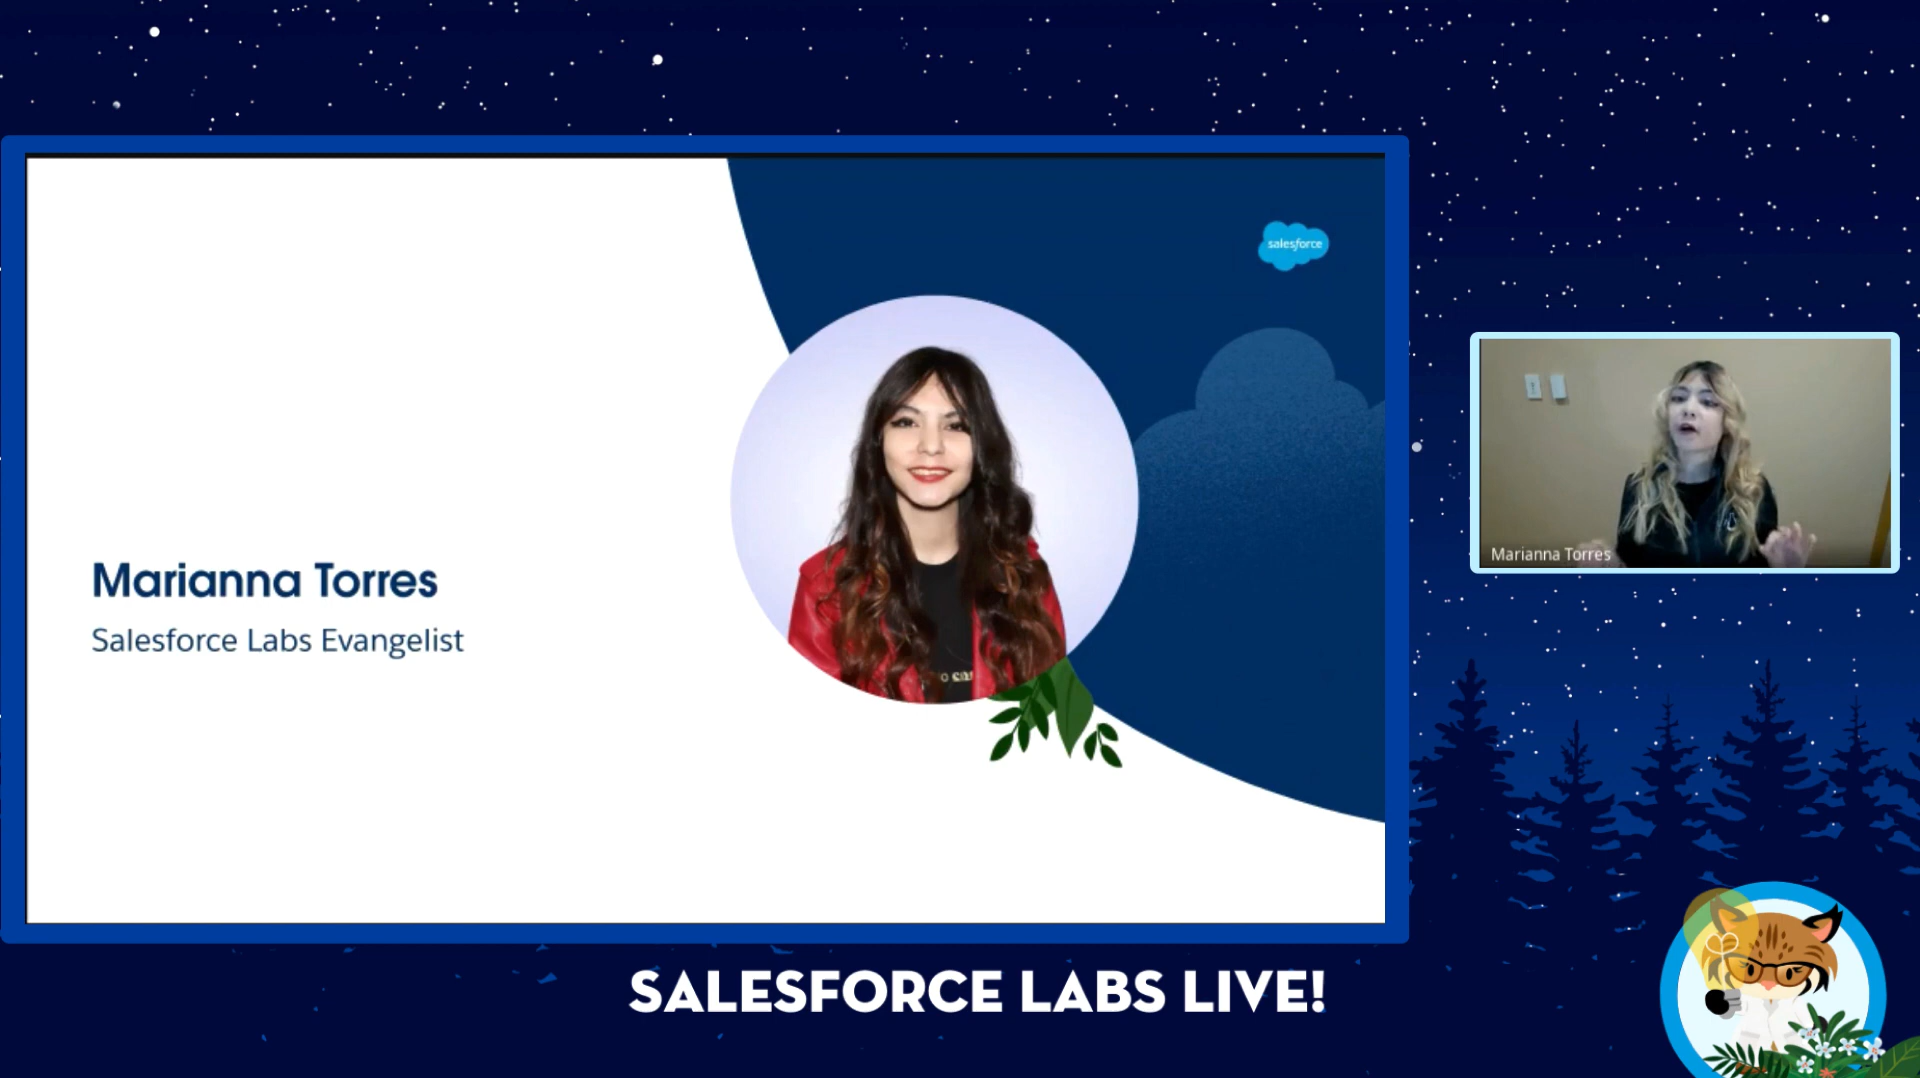 salesforce
Marianna Torres
Salesforce Labs Evangelist
Marianna Torres
SALESFORCE LABS LIVE!